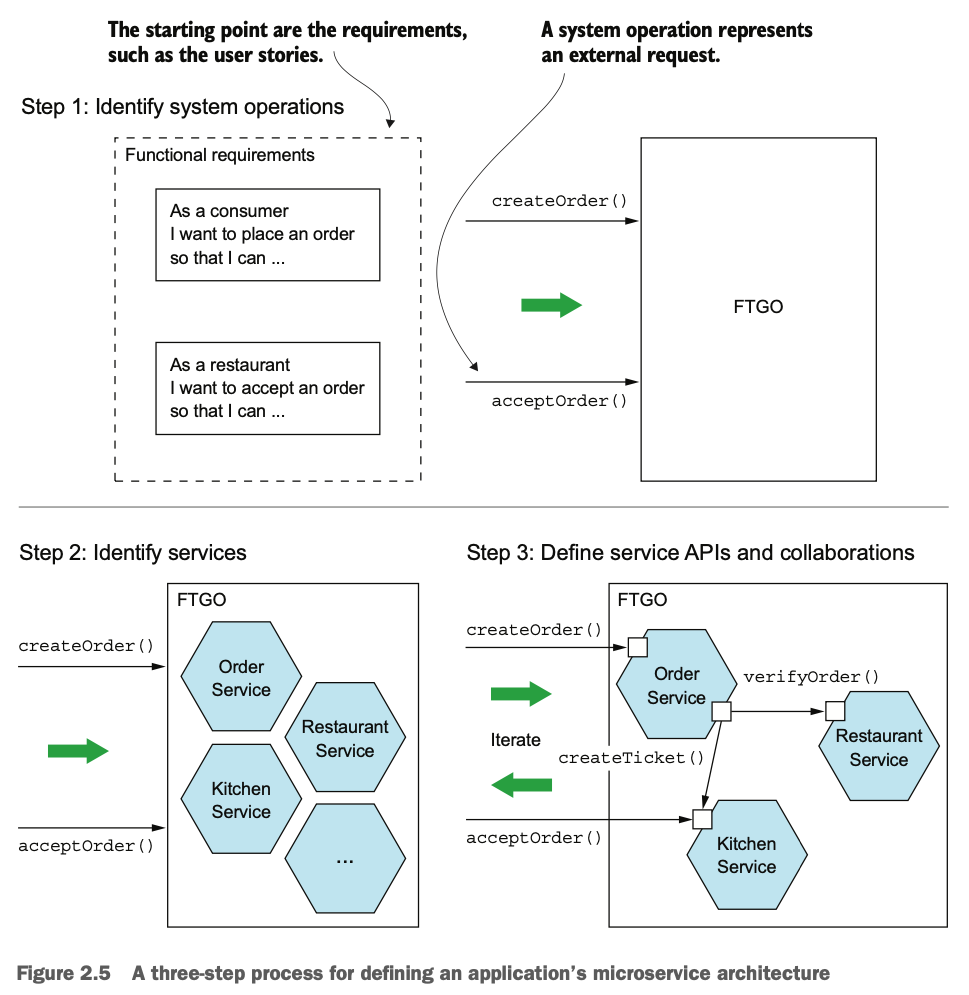 The starting point are the requirements,
such as the user stories.
A system operation represents
an external request.
Step 1: Identify system operations
Functional requirements
As a consumer
I want to place an order
so that I can ...
As a restaurant
I want to accept an order
so that I can ...
createOrder()
acceptOrder()
FTGO
Step 2: Identify services
FTGO
createOrder()
acceptOrder()
Order
Service
Restaurant
Service
Kitchen
Service
...
Step 3: Define service APIs and collaborations
FTGO
createOrder()
Iterate
acceptOrder()
Order
Service
verifyOrder()
Restaurant
Service
createTicket()
Kitchen
Service
Figure 2.5 A three-step process for defining an application’s microservice architecture